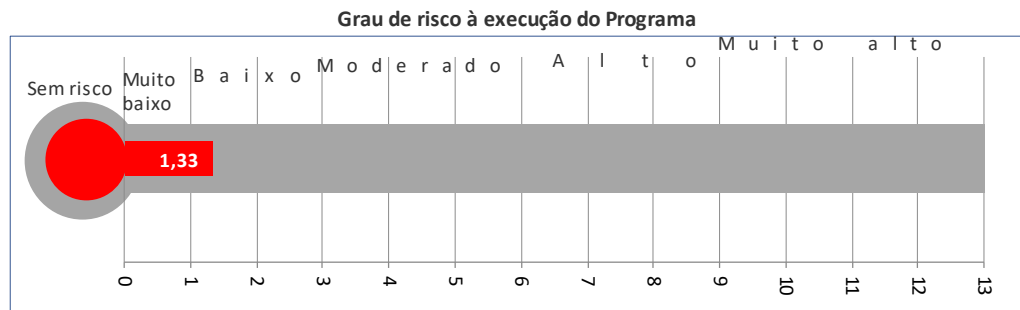 Grau de risco à execução do Programa
Sem risco
Muito
baixo
Baixo
Moderado
Alto
Muito alto
1,33
0 1 2 3 4 5 6 7 8 9 10 11 12 13